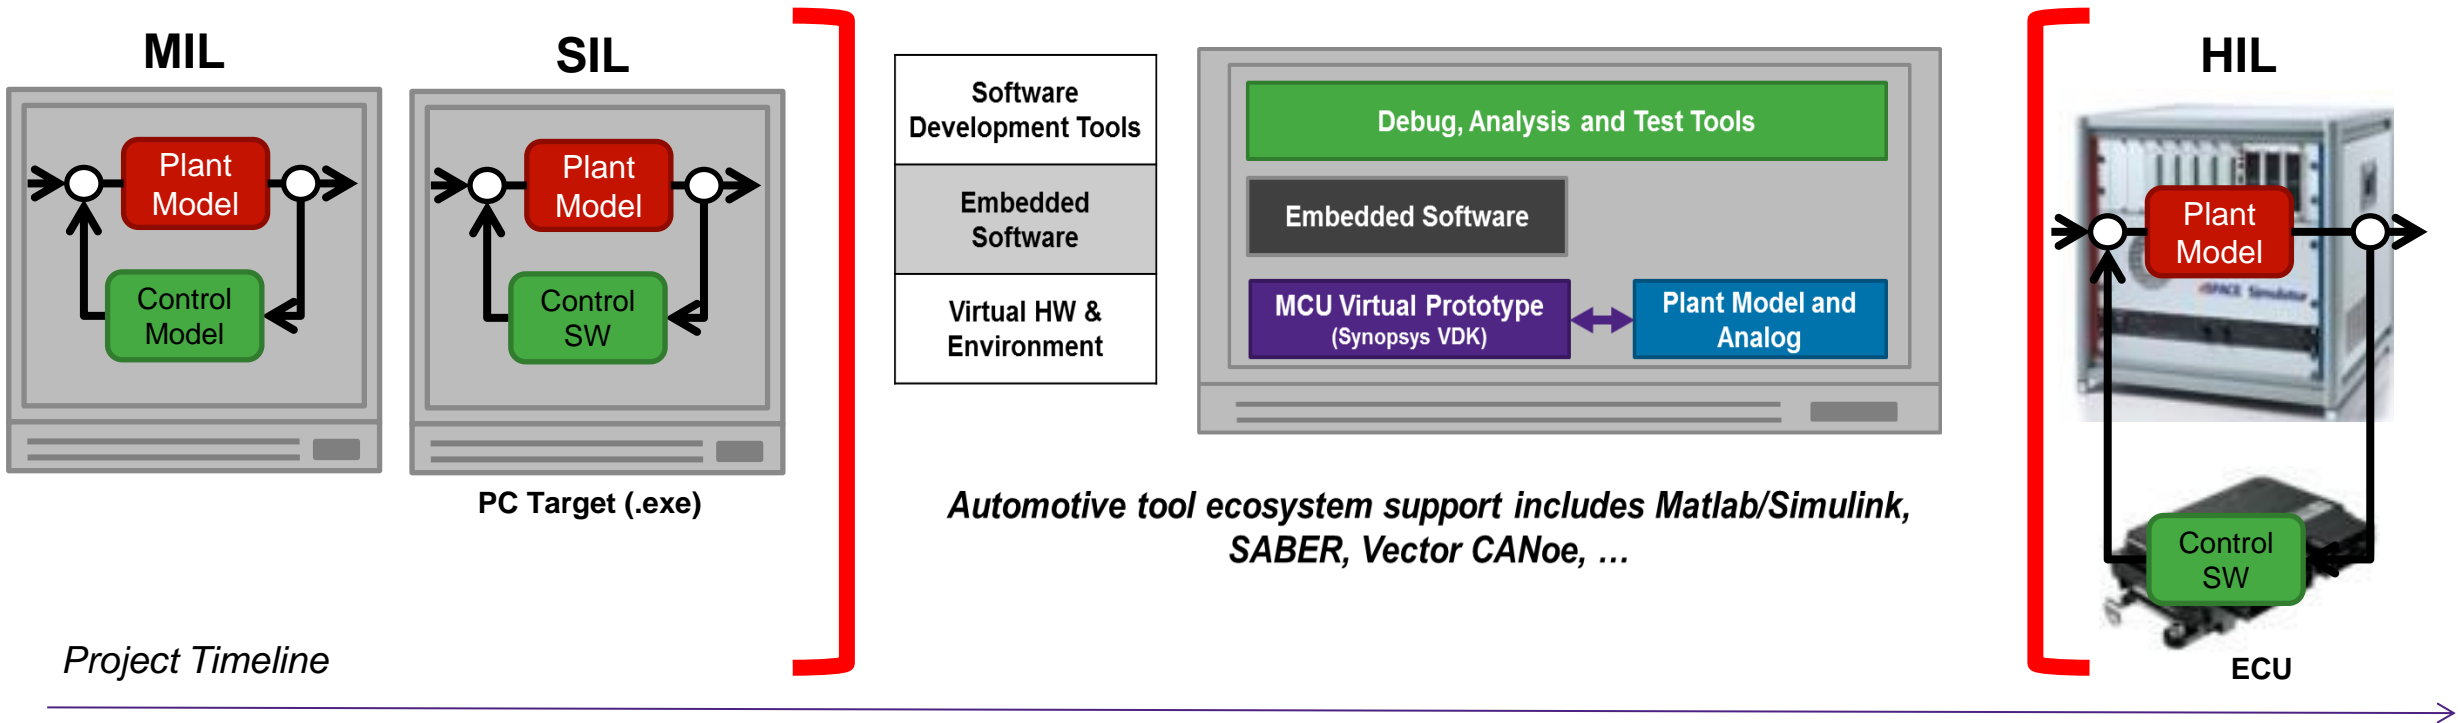 MIL
SIL
HIL
Plant
Model
Control
Model
Plant
Model
Control
SW
PC Target (.exe)
Software
Development Tools
Embedded
Software
Virtual HW &
Environment
Debug, Analysis and Test Tools
Embedded Software
MCU Virtual Prototype
(Synopsys VDK)
Plant Model and
Analog
Automotive tool ecosystem support includes Matlab/Simulink,
SABER, Vector CANoe, …
Plant
Model
dSPACE Simulator
Control
SW
ECU
Project Timeline